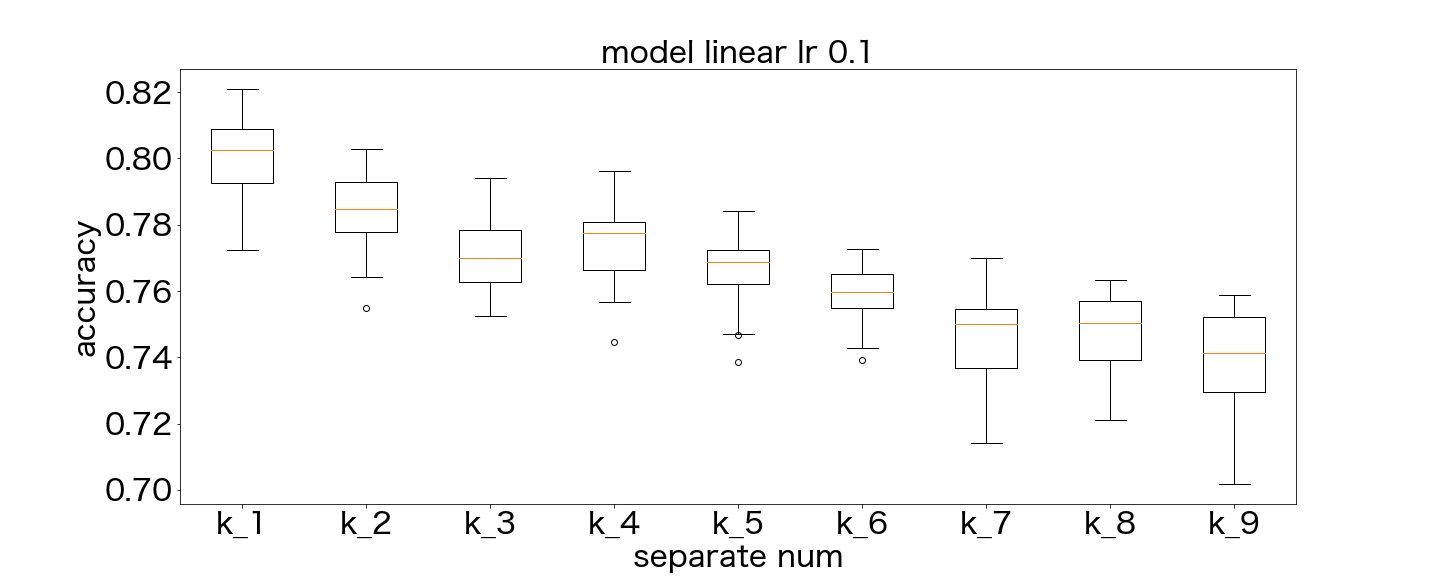 model linear lr 0.1
accuracy
0.82
0.80
0.78
0.76
0.74
0.72
0.70
k_1 k_2 k_3 k_4 k_5 k_6 k_7 k_8 k_9
separate num